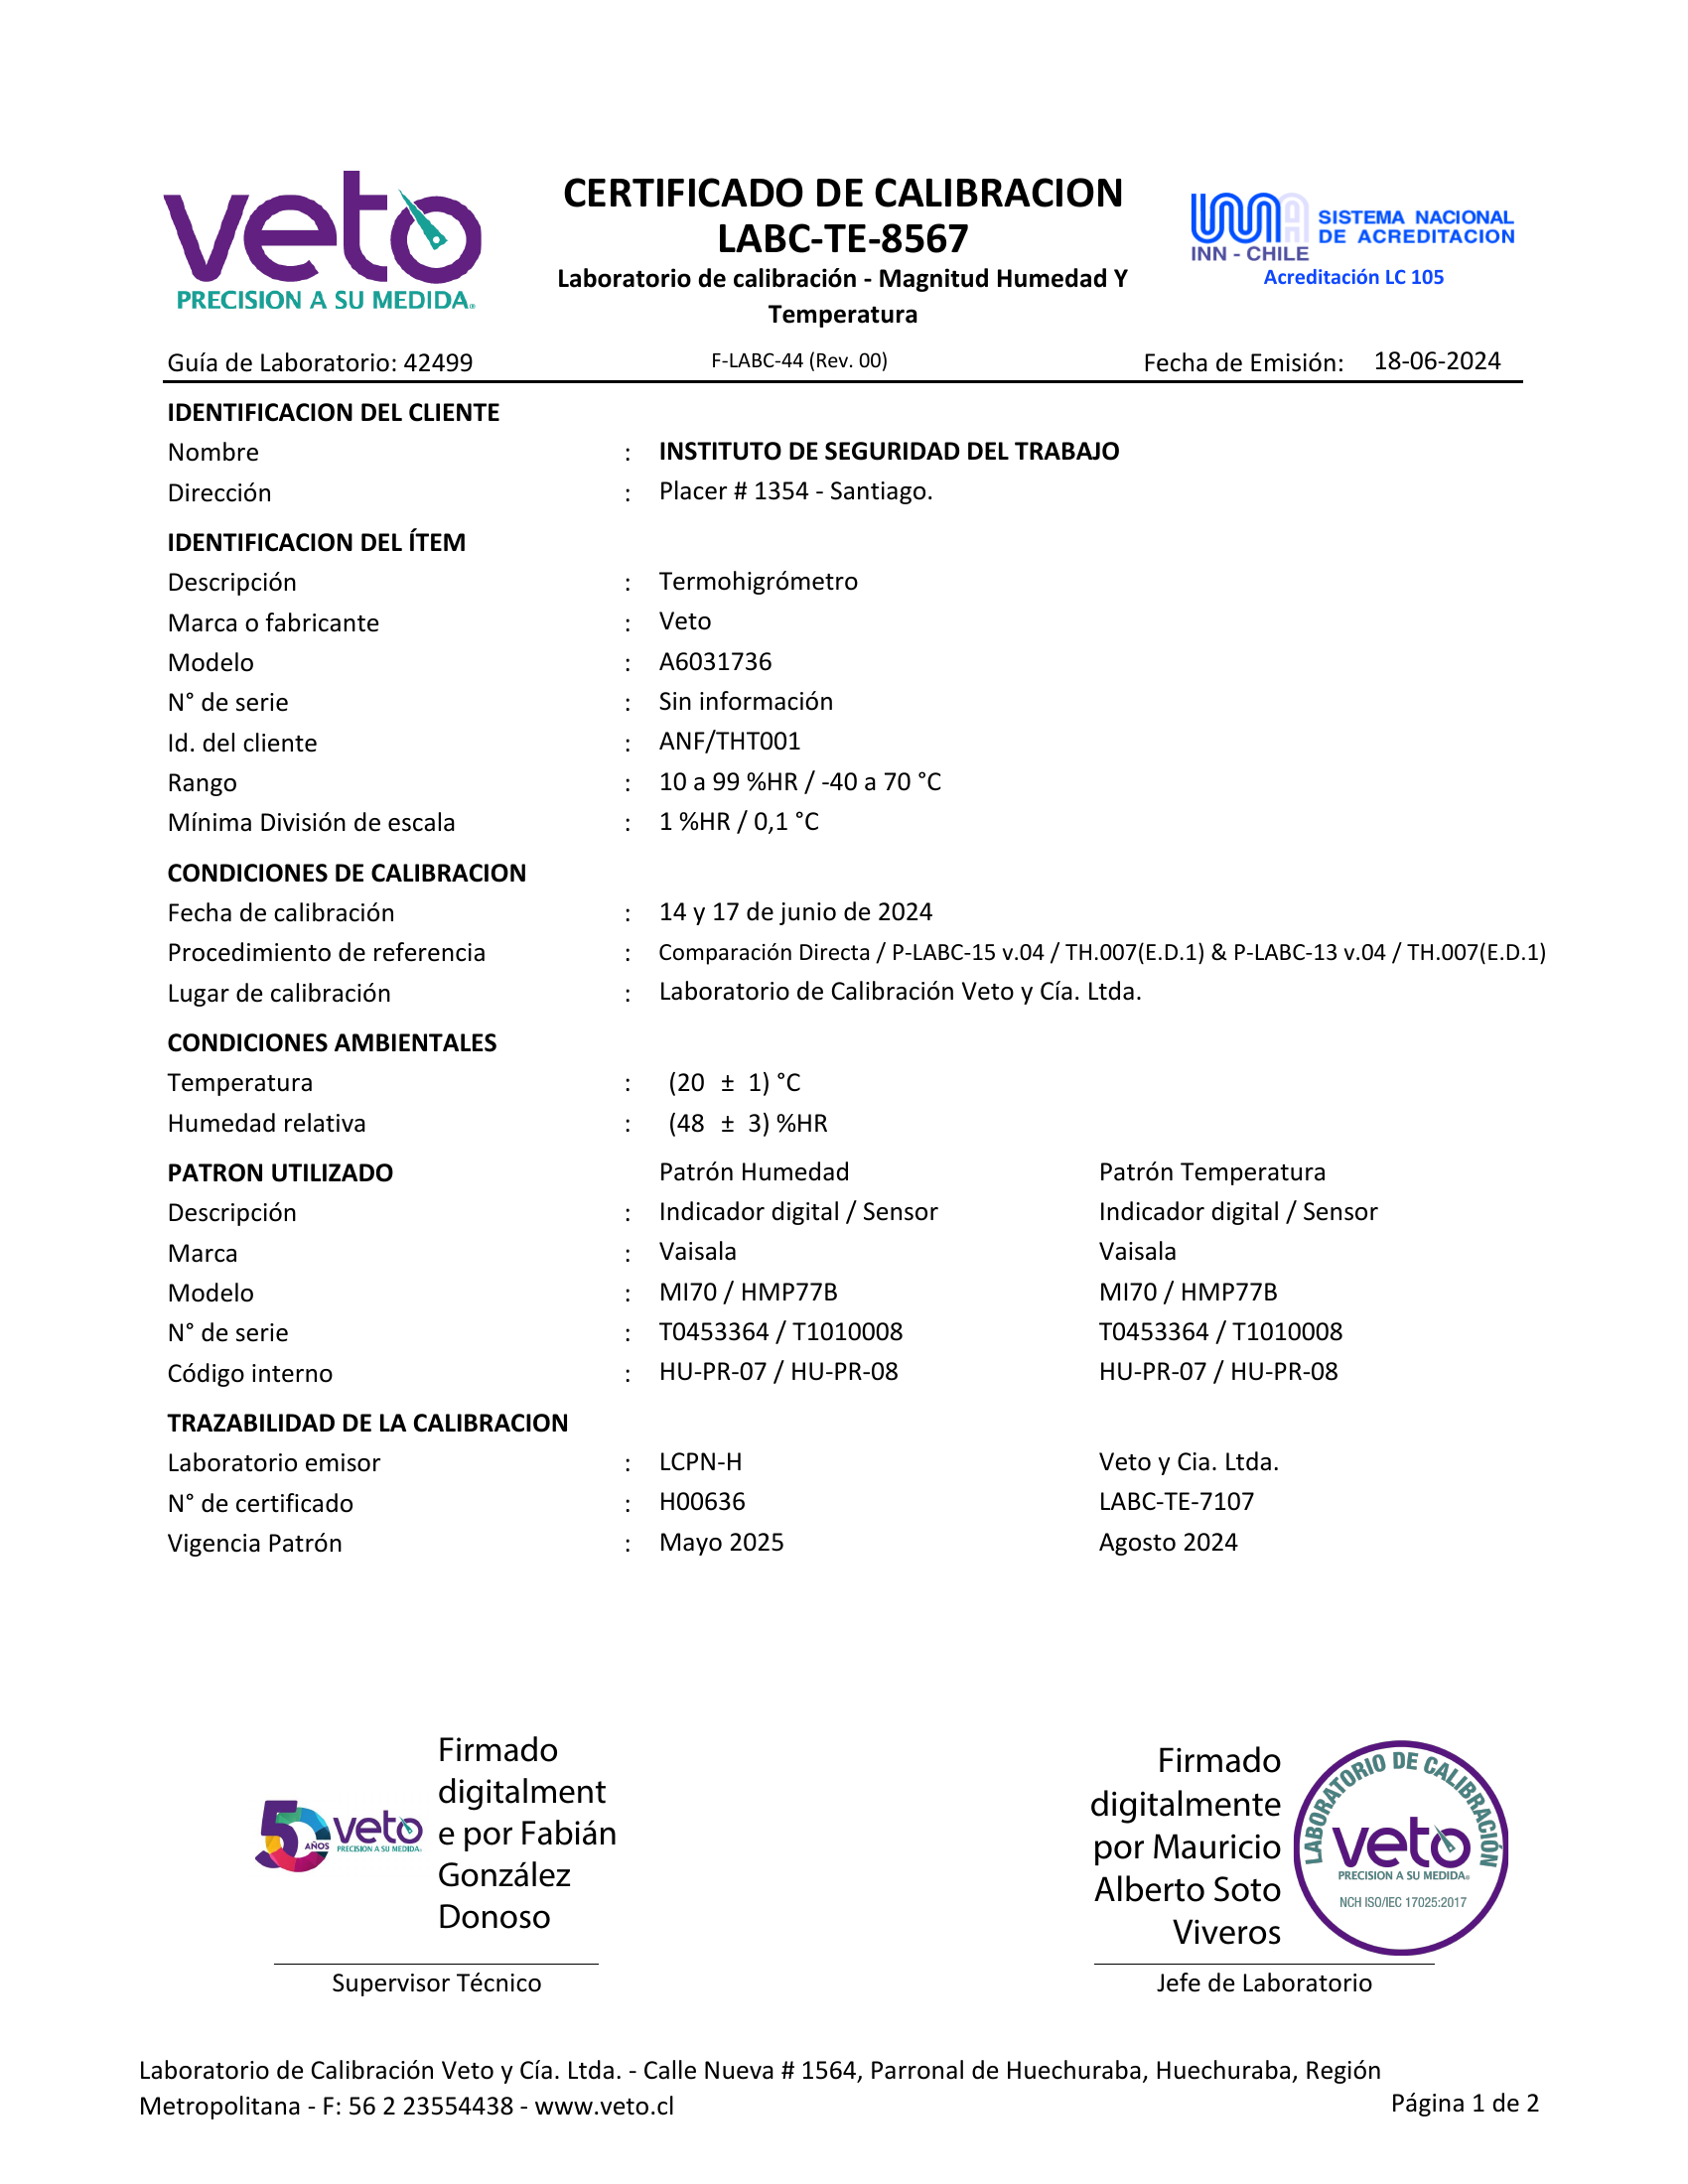 veto
PRECISION A SU MEDIDA®
CERTIFICADO DE CALIBRACION
LABC-TE-8567
Laboratorio de calibración - Magnitud Humedad Y
Temperatura
INN - CHILE
SISTEMA NACIONAL
DE ACREDITACION
Acreditación LC 105
Guía de Laboratorio: 42499 F-LABC-44 (Rev. 00) Fecha de Emisión: 18-06-2024
IDENTIFICACION DEL CLIENTE
Nombre : INSTITUTO DE SEGURIDAD DEL TRABAJO
Dirección : Placer # 1354 - Santiago.
IDENTIFICACION DEL ÍTEM
Descripción : Termohigrómetro
Marca o fabricante : Veto
Modelo : A6031736
N° de serie : Sin información
Id. del cliente : ANF/THT001
Rango : 10 a 99 %HR / -40 a 70 °C
Mínima División de escala : 1 %HR / 0,1 °C
CONDICIONES DE CALIBRACION
Fecha de calibración : 14 y 17 de junio de 2024
Procedimiento de referencia : Comparación Directa / P-LABC-15 v.04 / TH.007(E.D.1) & P-LABC-13 v.04 / TH.007(E.D.1)
Lugar de calibración : Laboratorio de Calibración Veto y Cía. Ltda.
CONDICIONES AMBIENTALES
Temperatura : (20 ± 1) °C
Humedad relativa : (48 ± 3) %HR
PATRON UTILIZADO Patrón Humedad Patrón Temperatura
Descripción : Indicador digital / Sensor Indicador digital / Sensor
Marca : Vaisala Vaisala
Modelo : MI70 / HMP77B MI70 / HMP77B
N° de serie : T0453364 / T1010008 T0453364 / T1010008
Código interno : HU-PR-07 / HU-PR-08 HU-PR-07 / HU-PR-08
TRAZABILIDAD DE LA CALIBRACION
Laboratorio emisor : LCPN-H Veto y Cia. Ltda.
N° de certificado : H00636 LABC-TE-7107
Vigencia Patrón : Mayo 2025 Agosto 2024
50 AÑOS veto
PRECISION A SU MEDIDA®
Firmado
digitalment
e por Fabián
González
Donoso
Supervisor Técnico
Firmado
digitalmente
por Mauricio
Alberto Soto
Viveros
LABORATORIO DE CALIBRACIÓN
veto
PRECISION A SU MEDIDA®
NCH ISO/IEC 17025:2017
Jefe de Laboratorio
Laboratorio de Calibración Veto y Cía. Ltda. - Calle Nueva # 1564, Parronal de Huechuraba, Huechuraba, Región
Metropolitana - F: 56 2 23554438 - www.veto.cl
Página 1 de 2